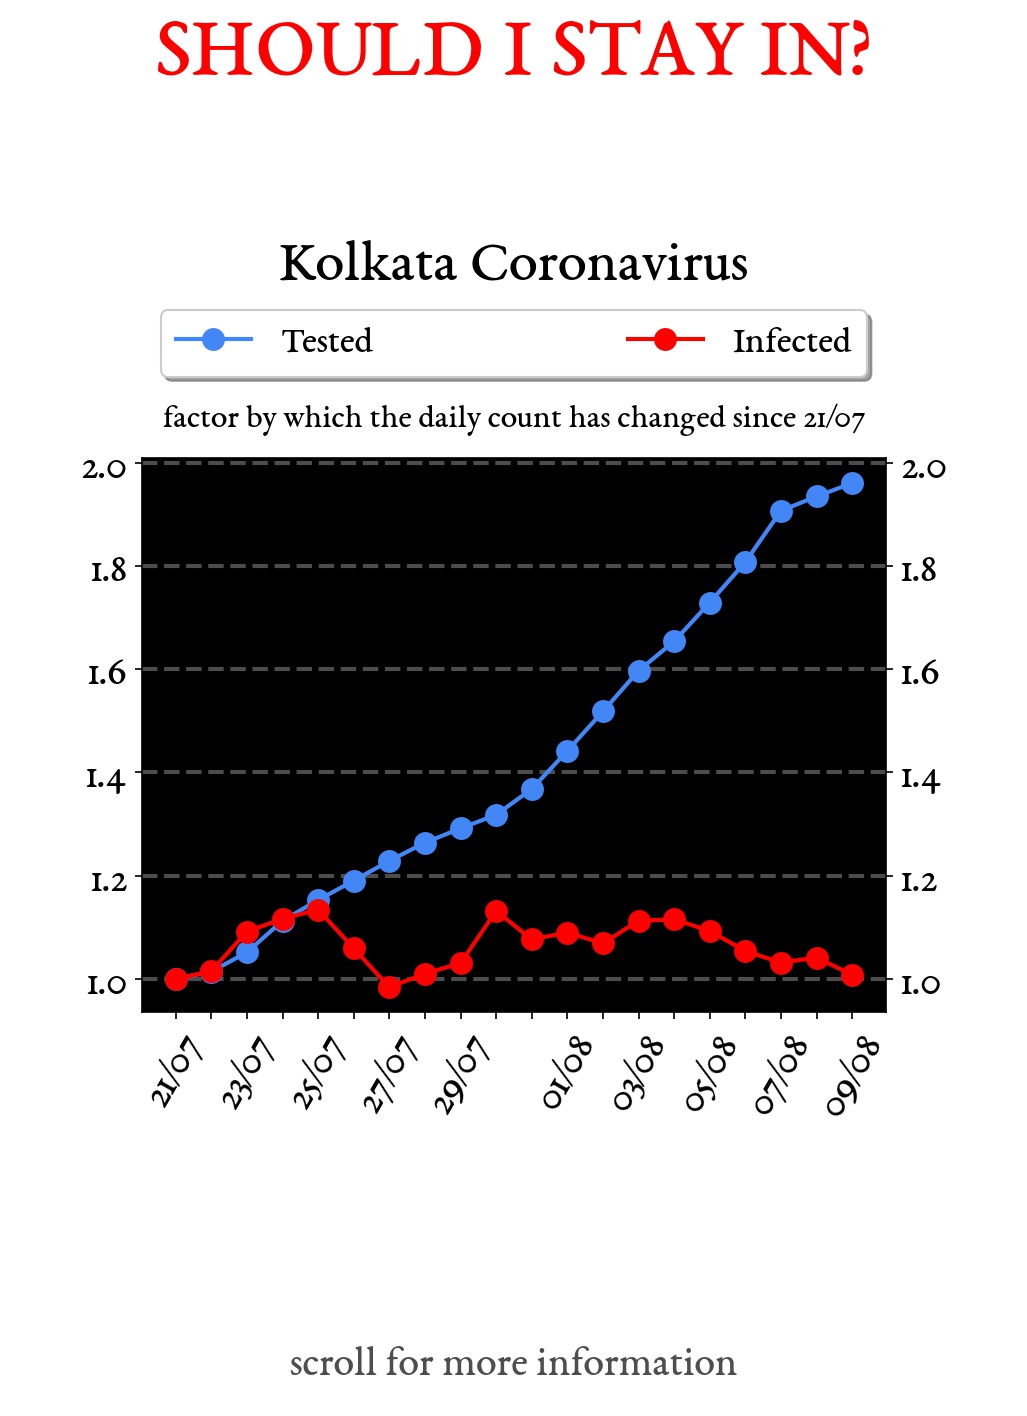 SHOULD I STAY IN?
Kolkata Coronavirus
Tested Infected
factor by which the daily count has changed since 21/07
2.0 2.0
1.8 1.8
1.6 1.6
1.4 1.4
1.2 1.2
1.0 1.0
21/07 23/07 25/07 27/07 29/07 01/08 03/08 05/08 07/08 09/08
scroll for more information